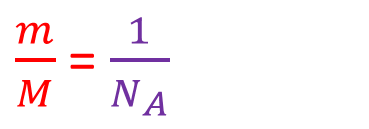 m/M = 1/N_A